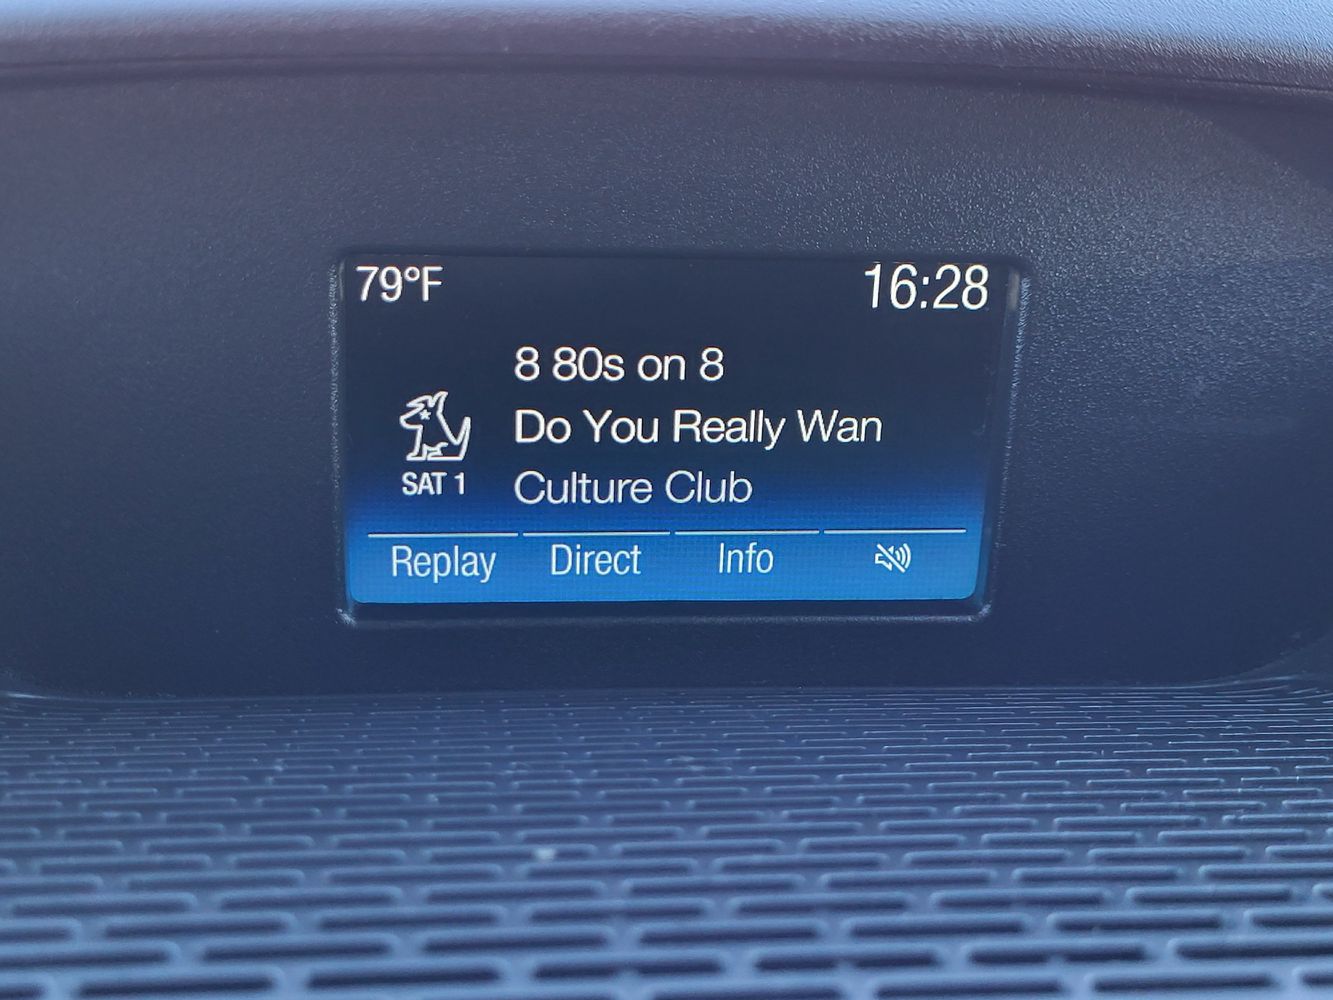 79°F 16:28
8 80s on 8
Do You Really Wan
Culture Club
SAT 1
Replay Direct Info